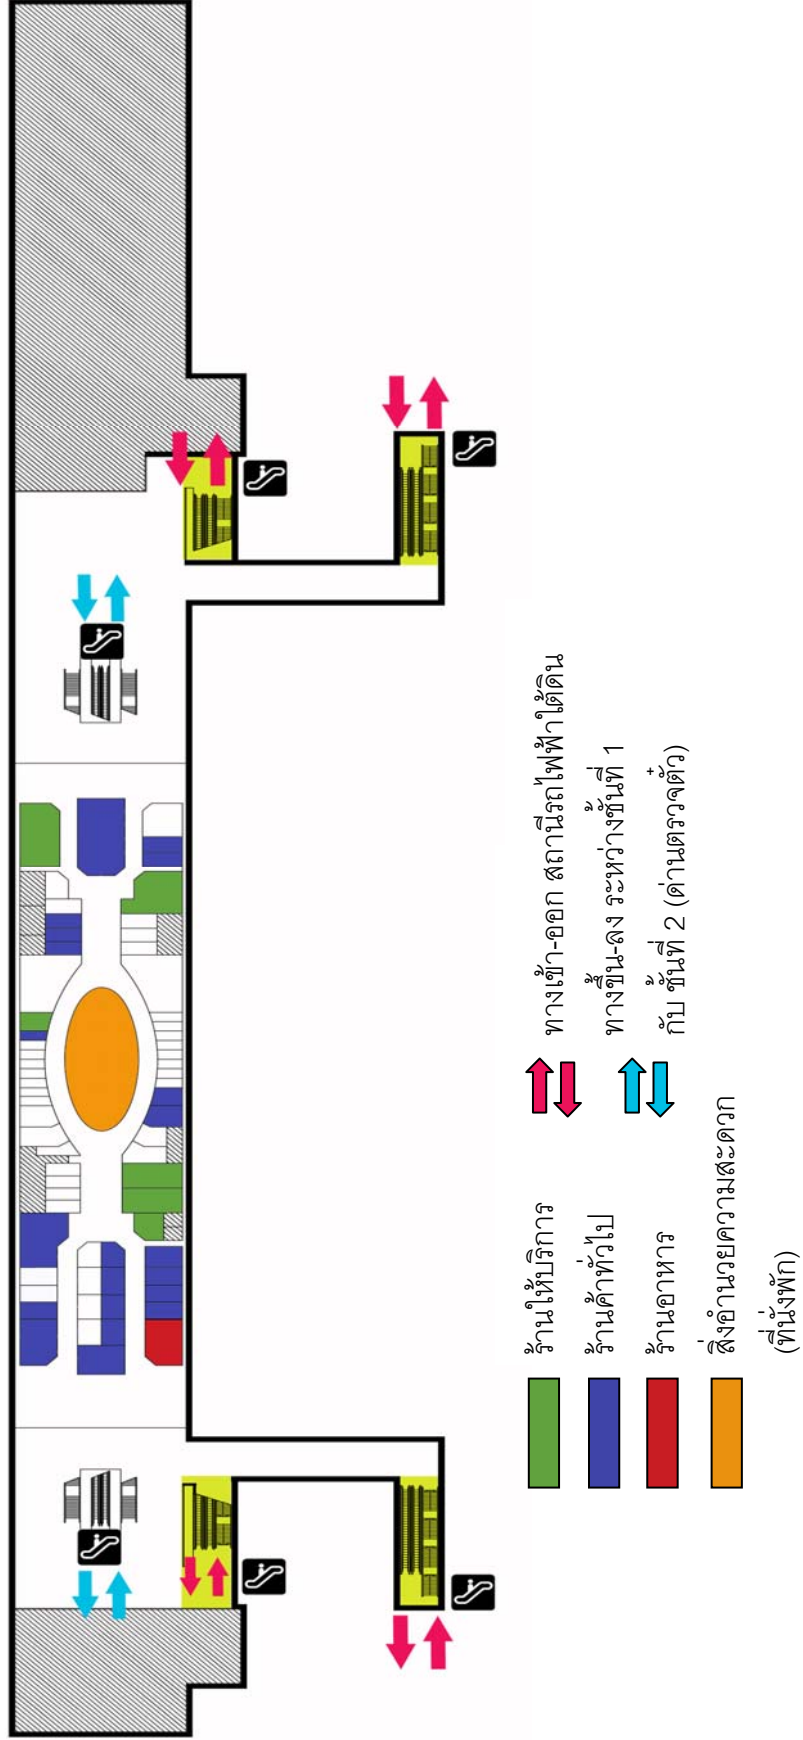 ร้านให้บริการ
ร้านค้าทั่วไป
ร้านอาหาร
สิ่งอำนวยความสะดวก
(ที่นั่งพัก)
ทางเข้า-ออก สถานีรถไฟฟ้าใต้ดิน
ทางขึ้น-ลง ระหว่างชั้นที่ 1
กับ ชั้นที่ 2 (ด่านตรวจตั๋ว)